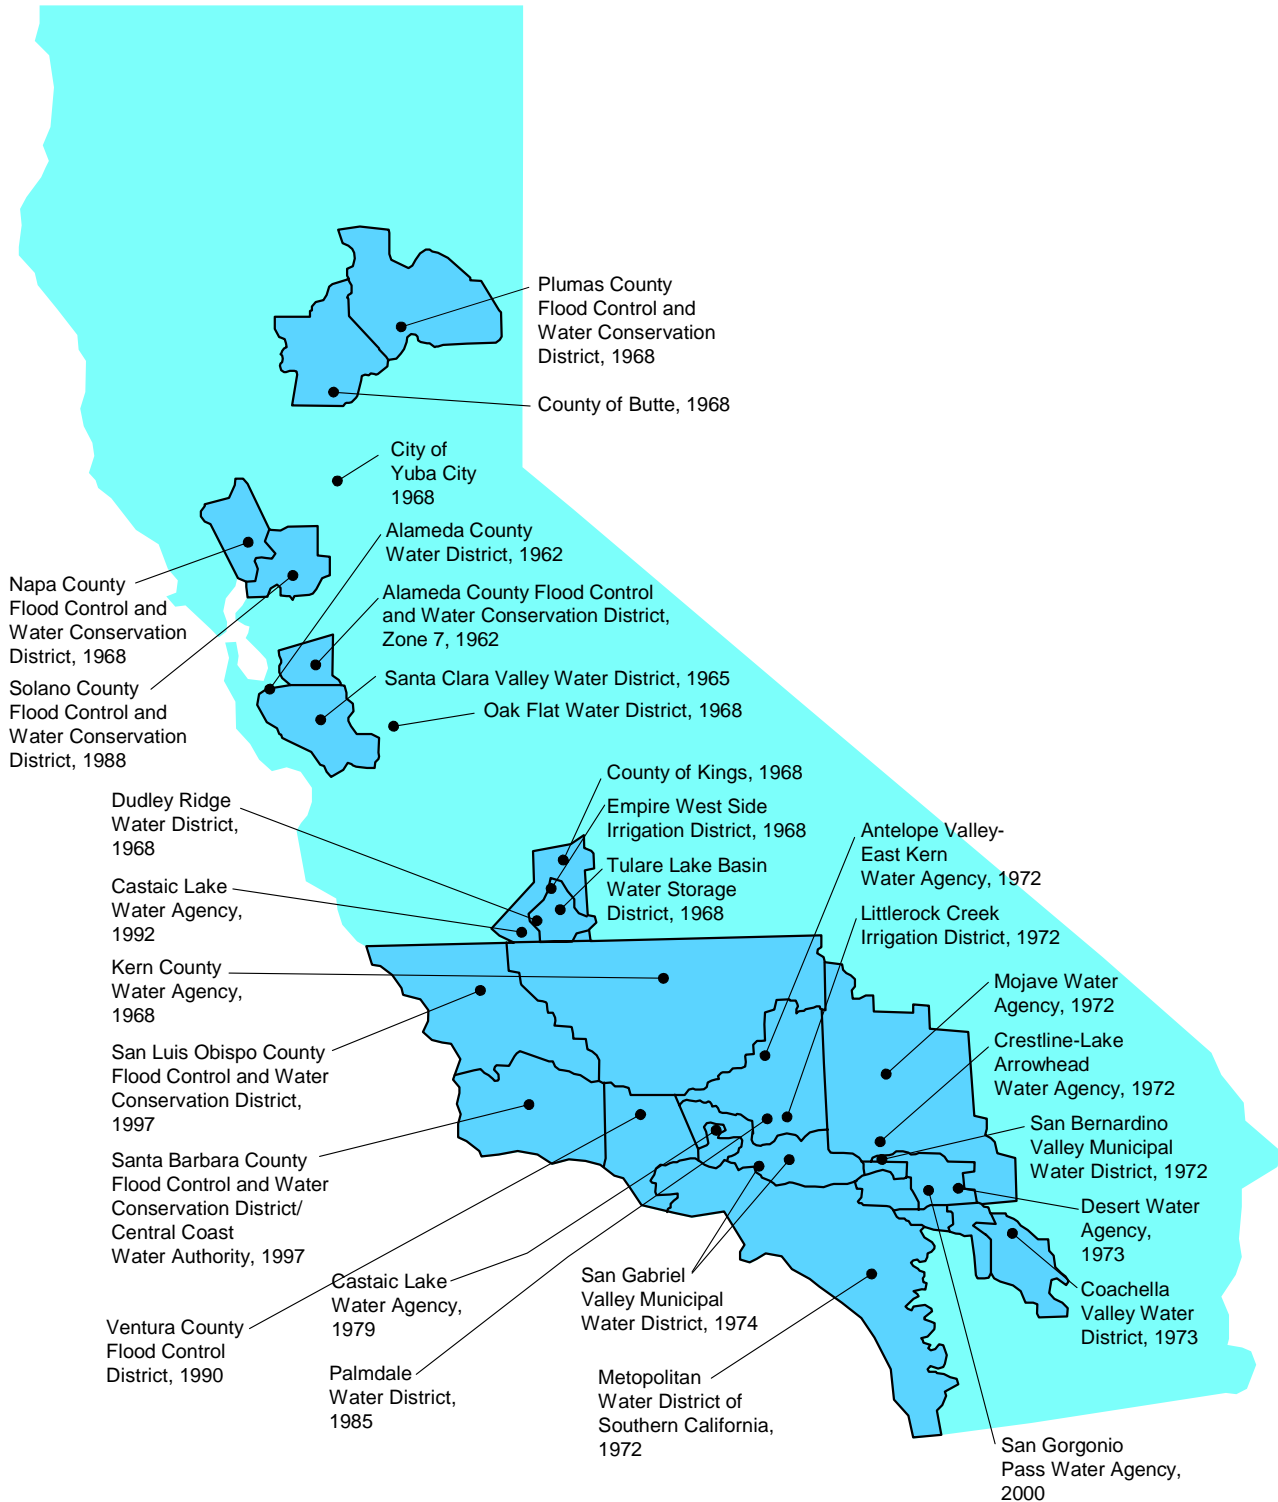 Plumas County
Flood Control and
Water Conservation
District, 1968
County of Butte, 1968
City of
Yuba City
1968
Alameda County
Water District, 1962
Napa County
Flood Control and
Water Conservation
District, 1968
Alameda County Flood Control
and Water Conservation District,
Zone 7, 1962
Solano County
Flood Control and
Water Conservation
District, 1988
Santa Clara Valley Water District, 1965
Oak Flat Water District, 1968
County of Kings, 1968
Dudley Ridge
Water District,
1968
Empire West Side
Irrigation District, 1968
Antelope Valley-
East Kern
Water Agency, 1972
Tulare Lake Basin
Water Storage
District, 1968
Castaic Lake
Water Agency,
1992
Littlerock Creek
Irrigation District, 1972
Kern County
Water Agency,
1968
Mojave Water
Agency, 1972
San Luis Obispo County
Flood Control and Water
Conservation District,
1997
Crestline-Lake
Arrowhead
Water Agency, 1972
San Bernardino
Valley Municipal
Water District, 1972
Santa Barbara County
Flood Control and Water
Conservation District/
Central Coast
Water Authority, 1997
Desert Water
Agency,
1973
Castaic Lake
Water Agency,
1979
San Gabriel
Valley Municipal
Water District, 1974
Coachella
Valley Water
District, 1973
Ventura County
Flood Control
District, 1990
Palmdale
Water District,
1985
Metopolitan
Water District of
Southern California,
1972
San Gorgonio
Pass Water Agency,
2000